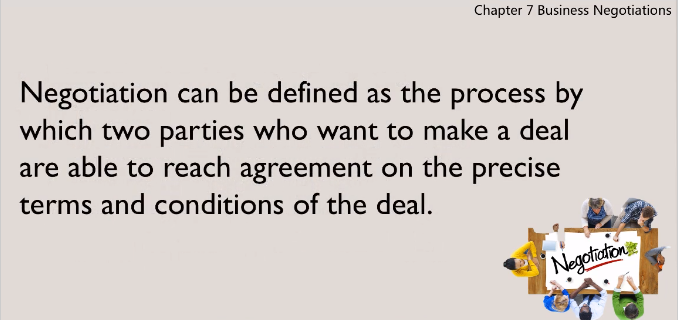 Chapter 7 Business Negotiations
Negotiation can be defined as the process by
which two parties who want to make a deal
are able to reach agreement on the precise
terms and conditions of the deal.
Negotiation